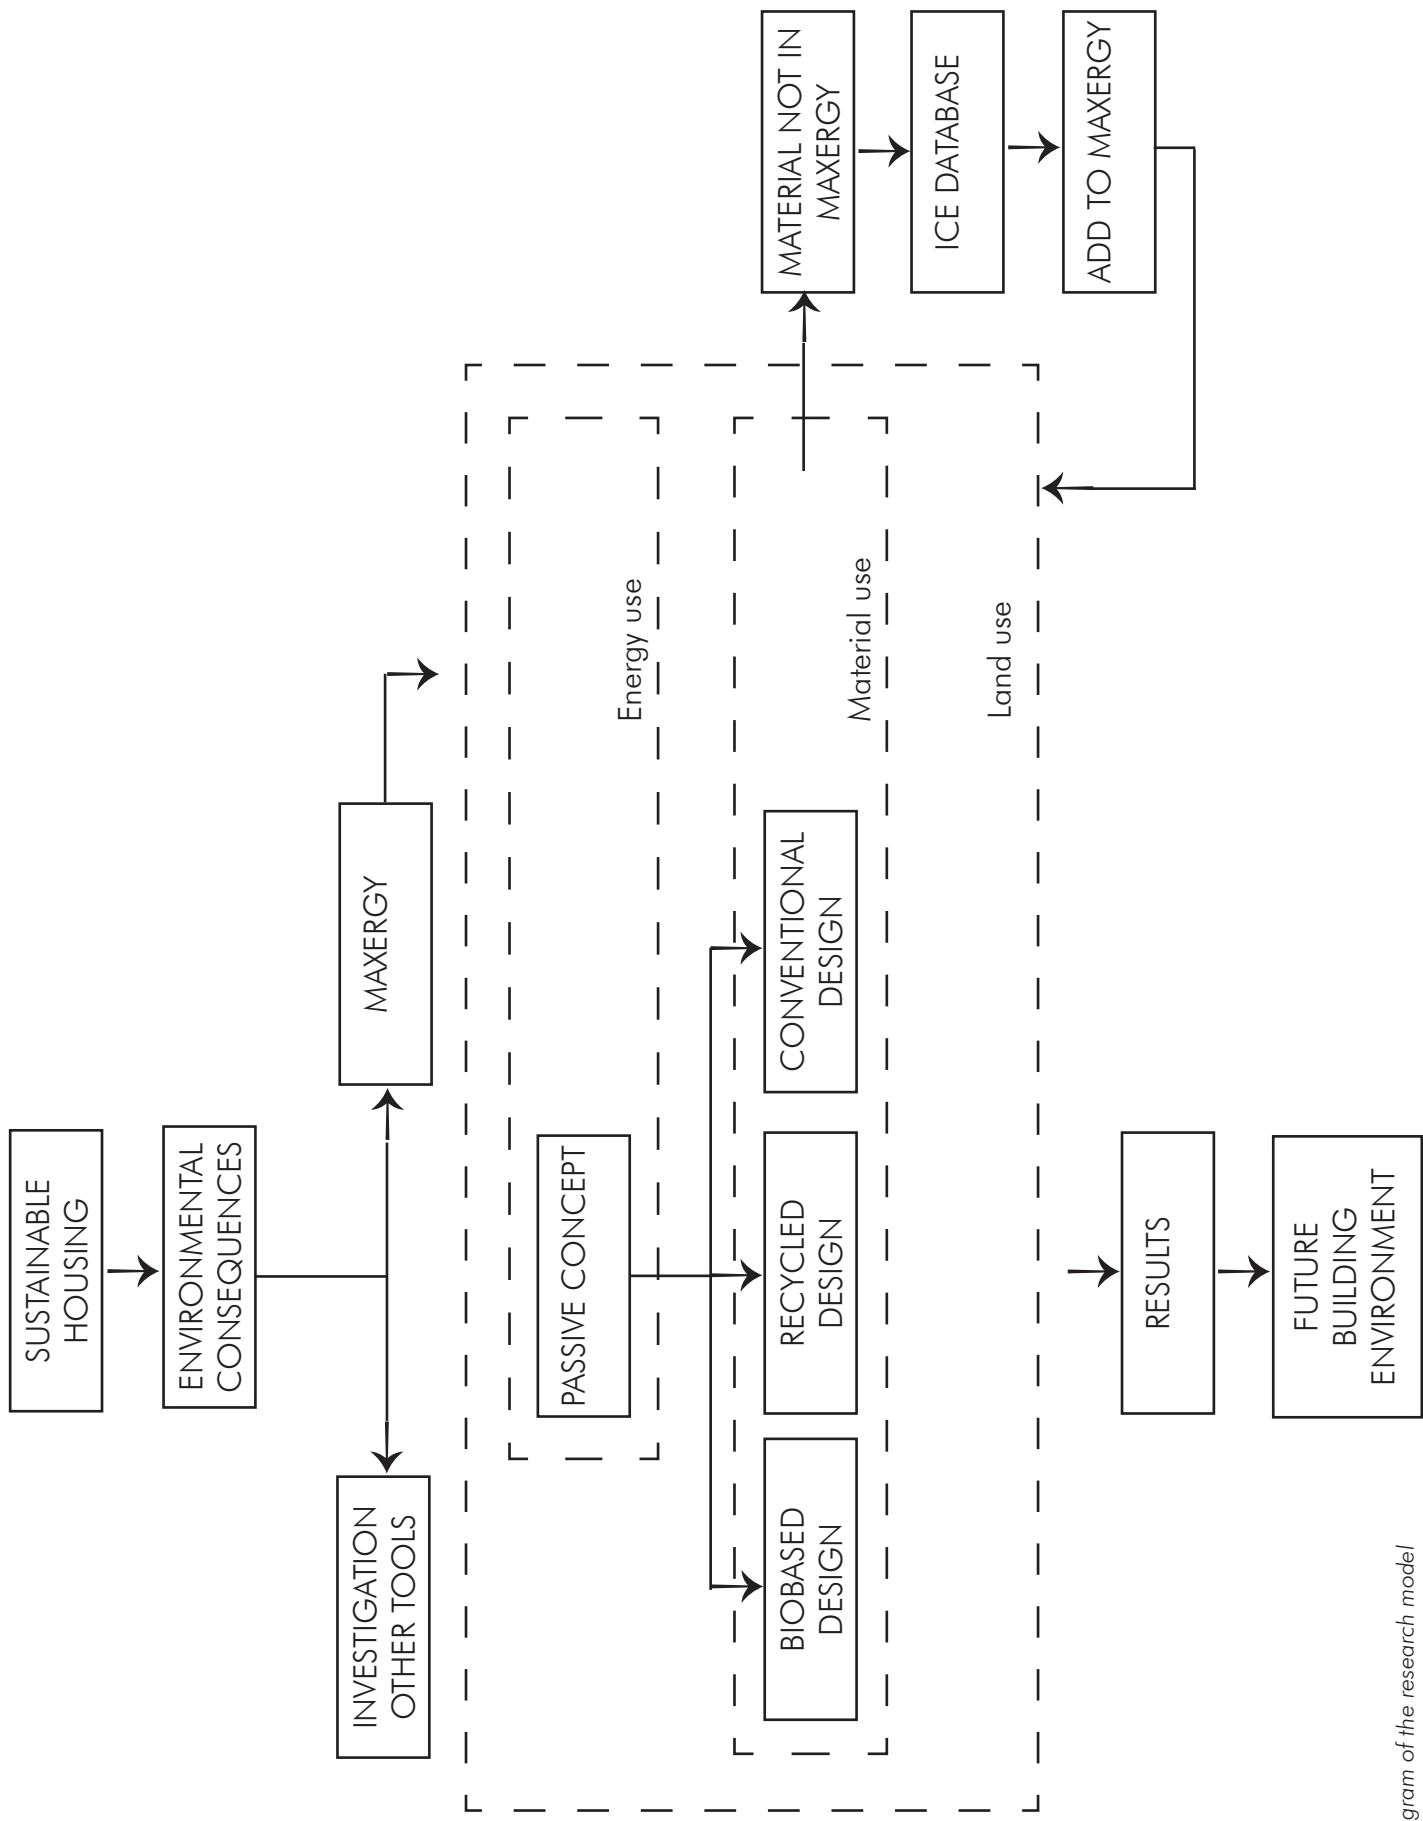 SUSTAINABLE
HOUSING
ENVIRONMENTAL
CONSEQUENCES
INVESTIGATION
OTHER TOOLS
MAXERGY
PASSIVE CONCEPT
Energy use
BIOBASED
DESIGN
RECYCLED
DESIGN
CONVENTIONAL
DESIGN
Material use
Land use
MATERIAL NOT IN
MAXERGY
ICE DATABASE
ADD TO MAXERGY
RESULTS
FUTURE
BUILDING
ENVIRONMENT
gram of the research model